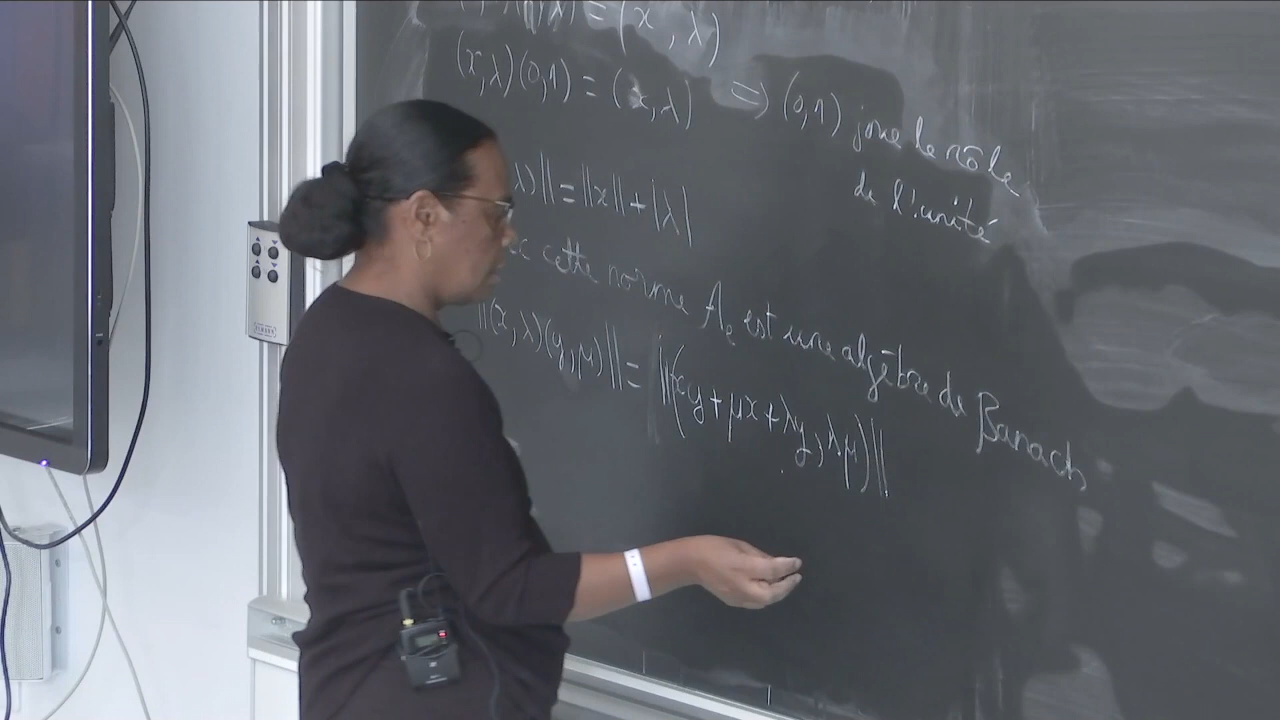 = (x, λ)
(x,λ)(0,1) = (x,λ) ⇒ (0,1) joue le rôle
de l'unité
λ)‖ = ‖x‖ + |λ|
cette norme Aₑ est une algèbre de Banach
‖(x,λ)(y,μ)‖ = ‖(xy + μx + λy, λμ)‖